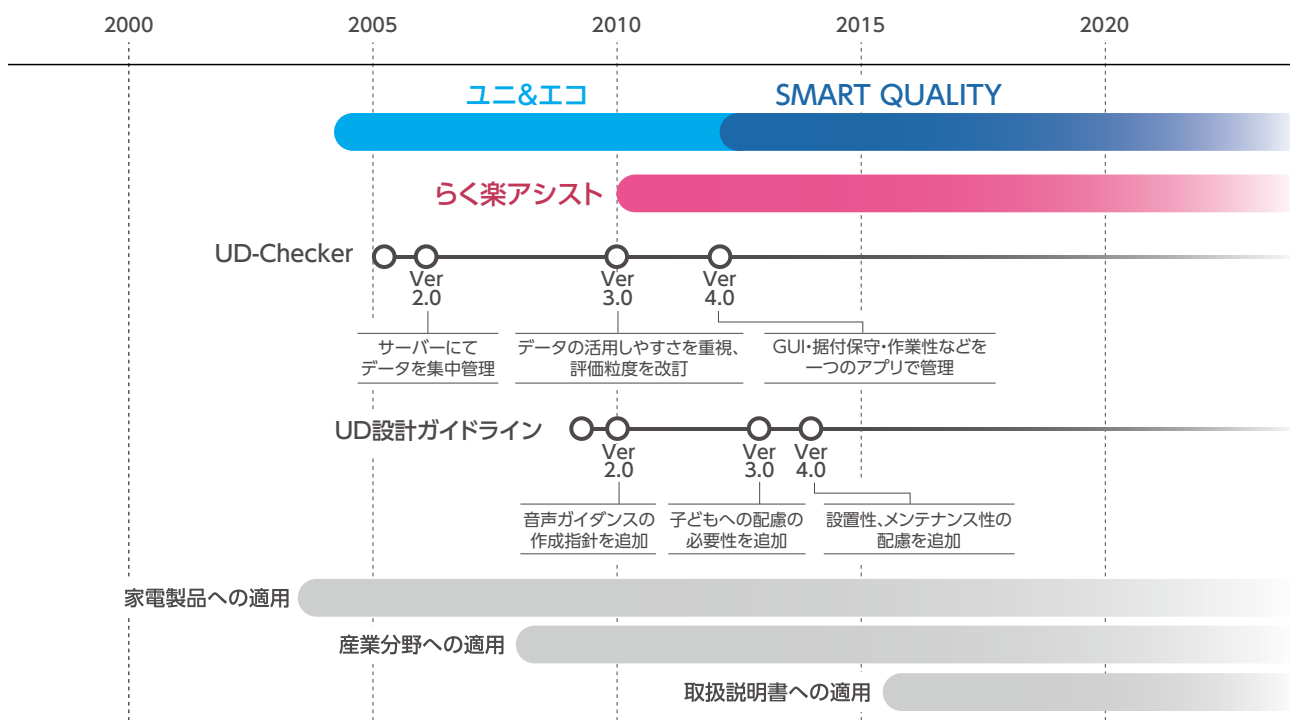 2000
2005
2010
2015
2020
ユニ&エコ
SMART QUALITY
らく楽アシスト
UD-Checker
Ver
2.0
Ver
3.0
Ver
4.0
サーバーにて
データを集中管理
データの活用しやすさを重視、
評価粒度を改訂
GUI・据付保守・作業性などを
一つのアプリで管理
UD設計ガイドライン
Ver
2.0
Ver
3.0
Ver
4.0
音声ガイダンスの
作成指針を追加
子どもへの配慮の
必要性を追加
設置性、メンテナンス性の
配慮を追加
家電製品への適用
産業分野への適用
取扱説明書への適用